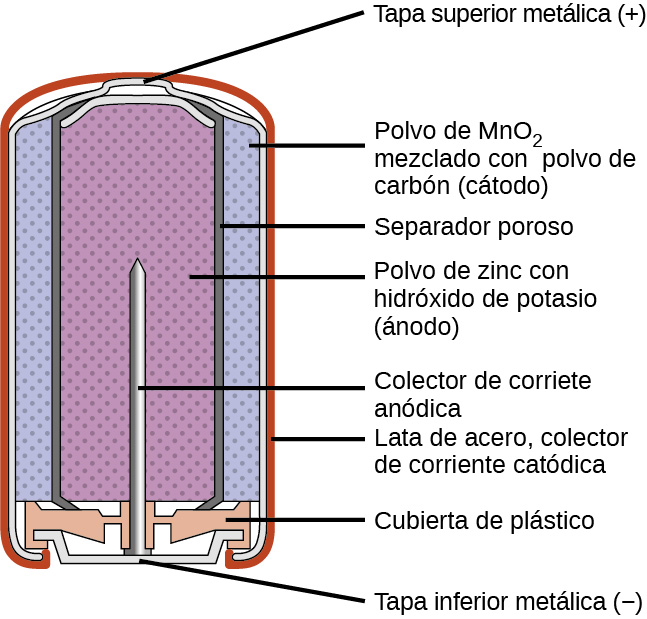 Tapa superior metálica (+)
Polvo de MnO2
mezclado con polvo de
carbón (cátodo)
Separador poroso
Polvo de zinc con
hidróxido de potasio
(ánodo)
Colector de corriete
anódica
Lata de acero, colector
de corriente catódica
Cubierta de plástico
Tapa inferior metálica (−)